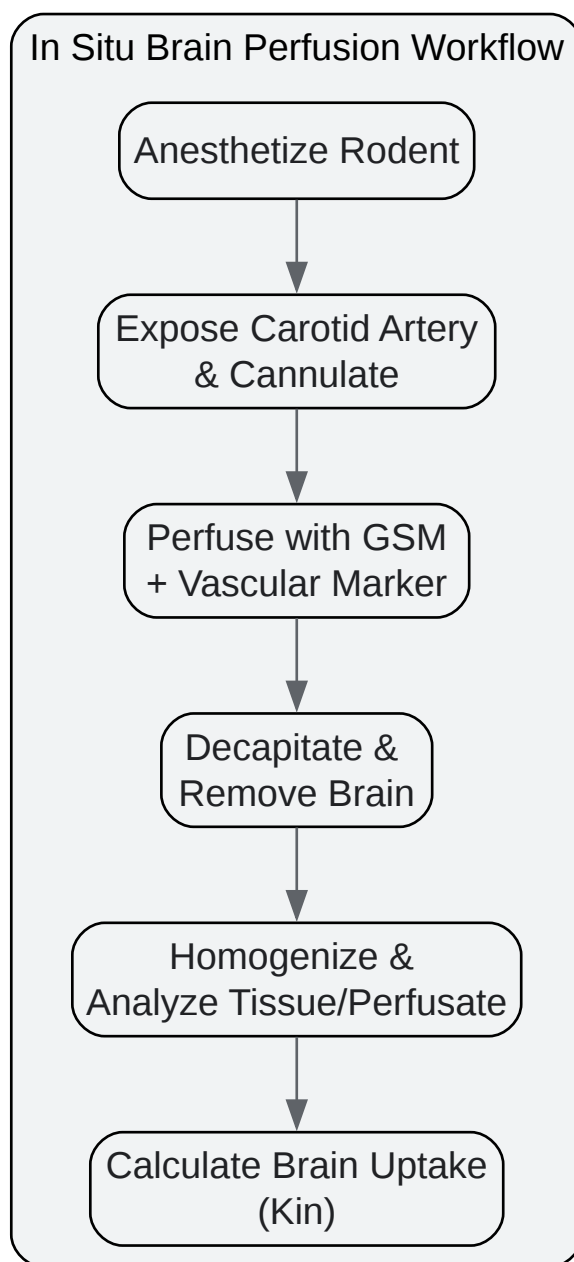 In Situ Brain Perfusion Workflow
Anesthetize Rodent
Expose Carotid Artery
& Cannulate
Perfuse with GSM
+ Vascular Marker
Decapitate &
Remove Brain
Homogenize &
Analyze Tissue/Perfusate
Calculate Brain Uptake
(Kin)